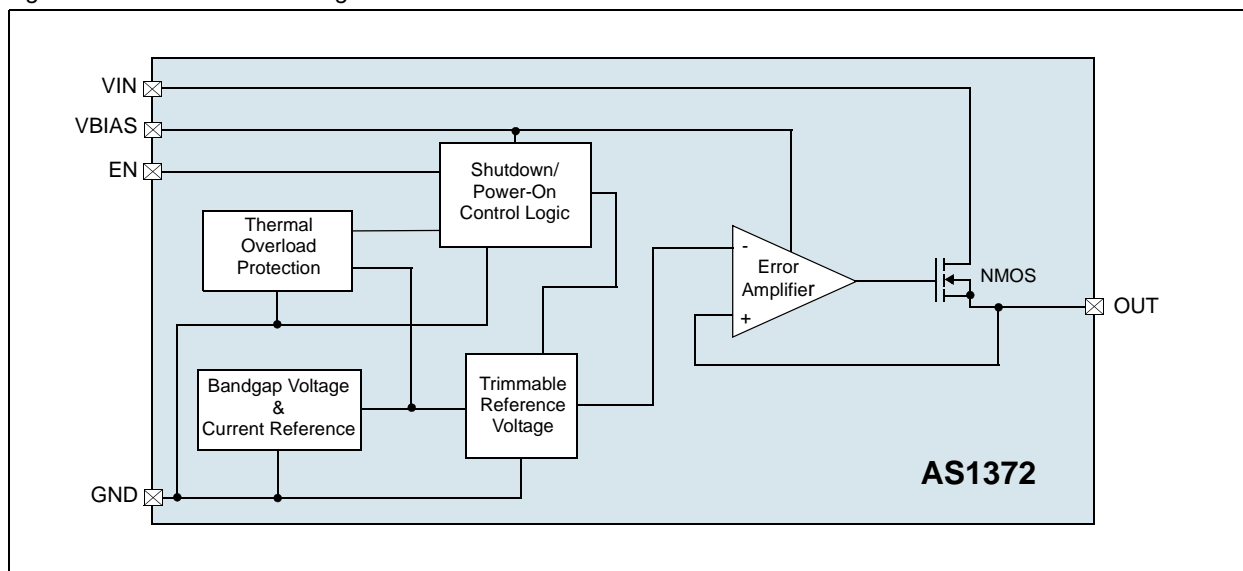 VIN
VBIAS
EN
Shutdown/
Power-On
Control Logic
Thermal
Overload
Protection
-
Error
Amplifier
+
NMOS
OUT
Bandgap Voltage
&
Current Reference
Trimmable
Reference
Voltage
GND
AS1372